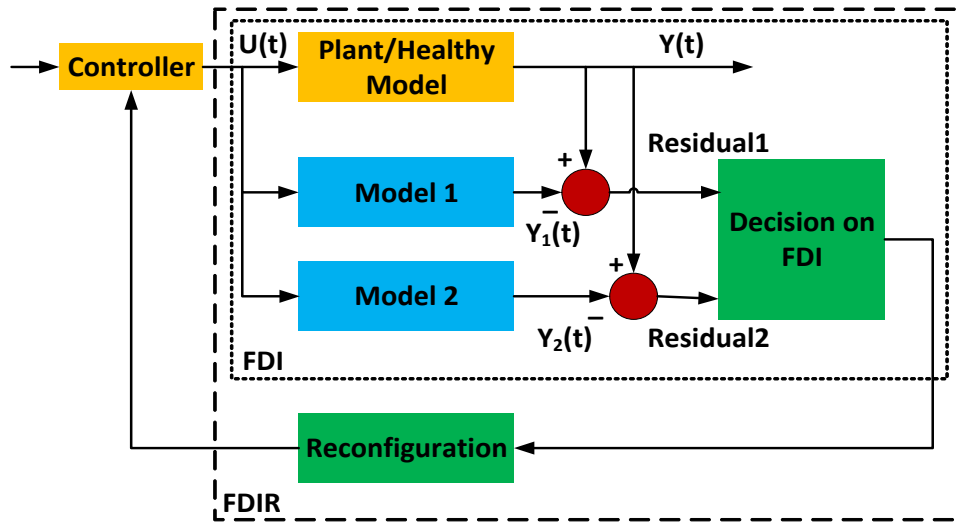 U(t)
Plant/Healthy
Model
Y(t)
Controller
Residual1
+
Model 1
–
Y₁(t)
Decision on
FDI
+
Model 2
–
Y₂(t)
Residual2
FDI
Reconfiguration
FDIR